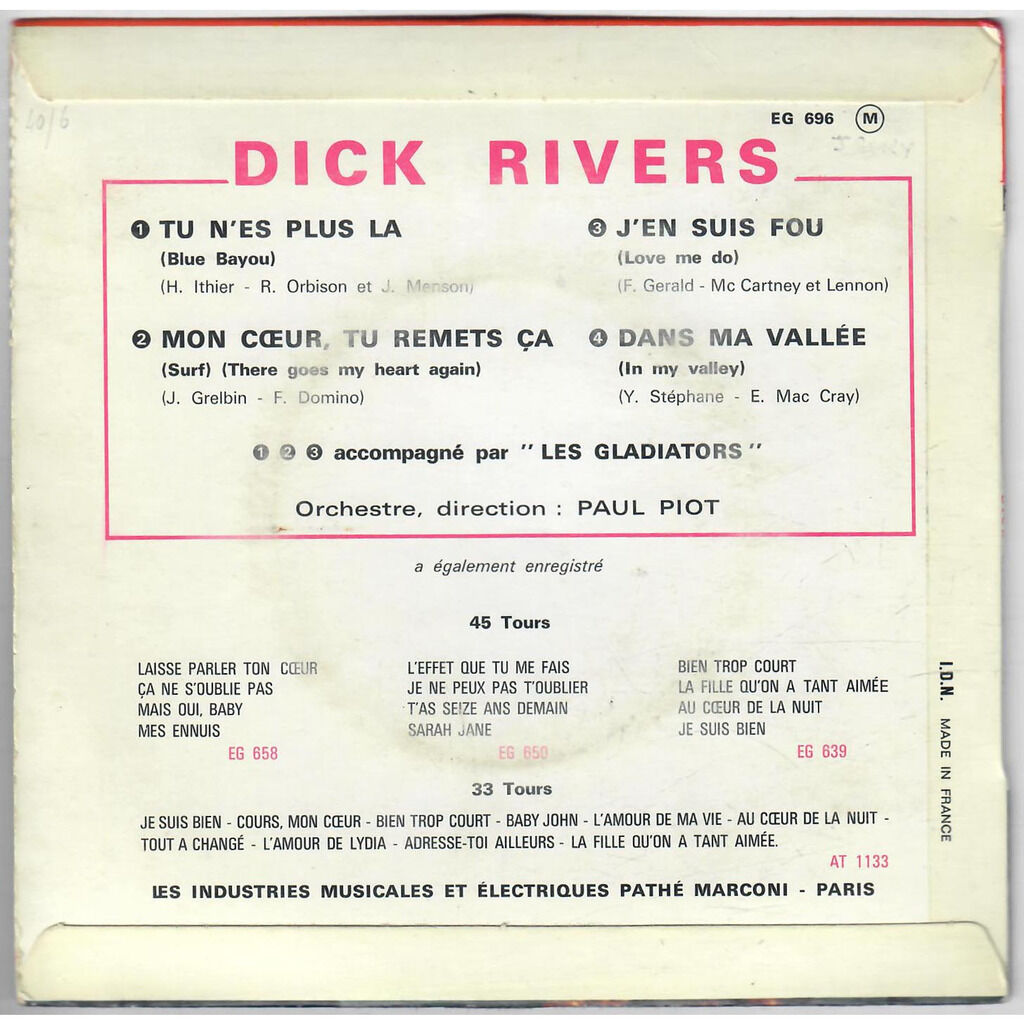 EG 696 (M)
DICK RIVERS
❶ TU N'ES PLUS LA
(Blue Bayou)
(H. Ithier - R. Orbison et J. Menson)
❷ MON CŒUR, TU REMETS ÇA
(Surf) (There goes my heart again)
(J. Grelbin - F. Domino)
❸ J'EN SUIS FOU
(Love me do)
(F. Gerald - Mc Cartney et Lennon)
❹ DANS MA VALLÉE
(In my valley)
(Y. Stéphane - E. Mac Cray)
❶ ❷ ❸ accompagné par "LES GLADIATORS"
Orchestre, direction : PAUL PIOT
a également enregistré
45 Tours
LAISSE PARLER TON CŒUR
ÇA NE S'OUBLIE PAS
MAIS OUI, BABY
MES ENNUIS
EG 658
L'EFFET QUE TU ME FAIS
JE NE PEUX PAS T'OUBLIER
T'AS SEIZE ANS DEMAIN
SARAH JANE
EG 650
BIEN TROP COURT
LA FILLE QU'ON A TANT AIMÉE
AU CŒUR DE LA NUIT
JE SUIS BIEN
EG 639
33 Tours
JE SUIS BIEN - COURS, MON CŒUR - BIEN TROP COURT - BABY JOHN - L'AMOUR DE MA VIE - AU CŒUR DE LA NUIT -
TOUT A CHANGÉ - L'AMOUR DE LYDIA - ADRESSE-TOI AILLEURS - LA FILLE QU'ON A TANT AIMÉE.
AT 1133
LES INDUSTRIES MUSICALES ET ÉLECTRIQUES PATHÉ MARCONI - PARIS
I.D.N. MADE IN FRANCE